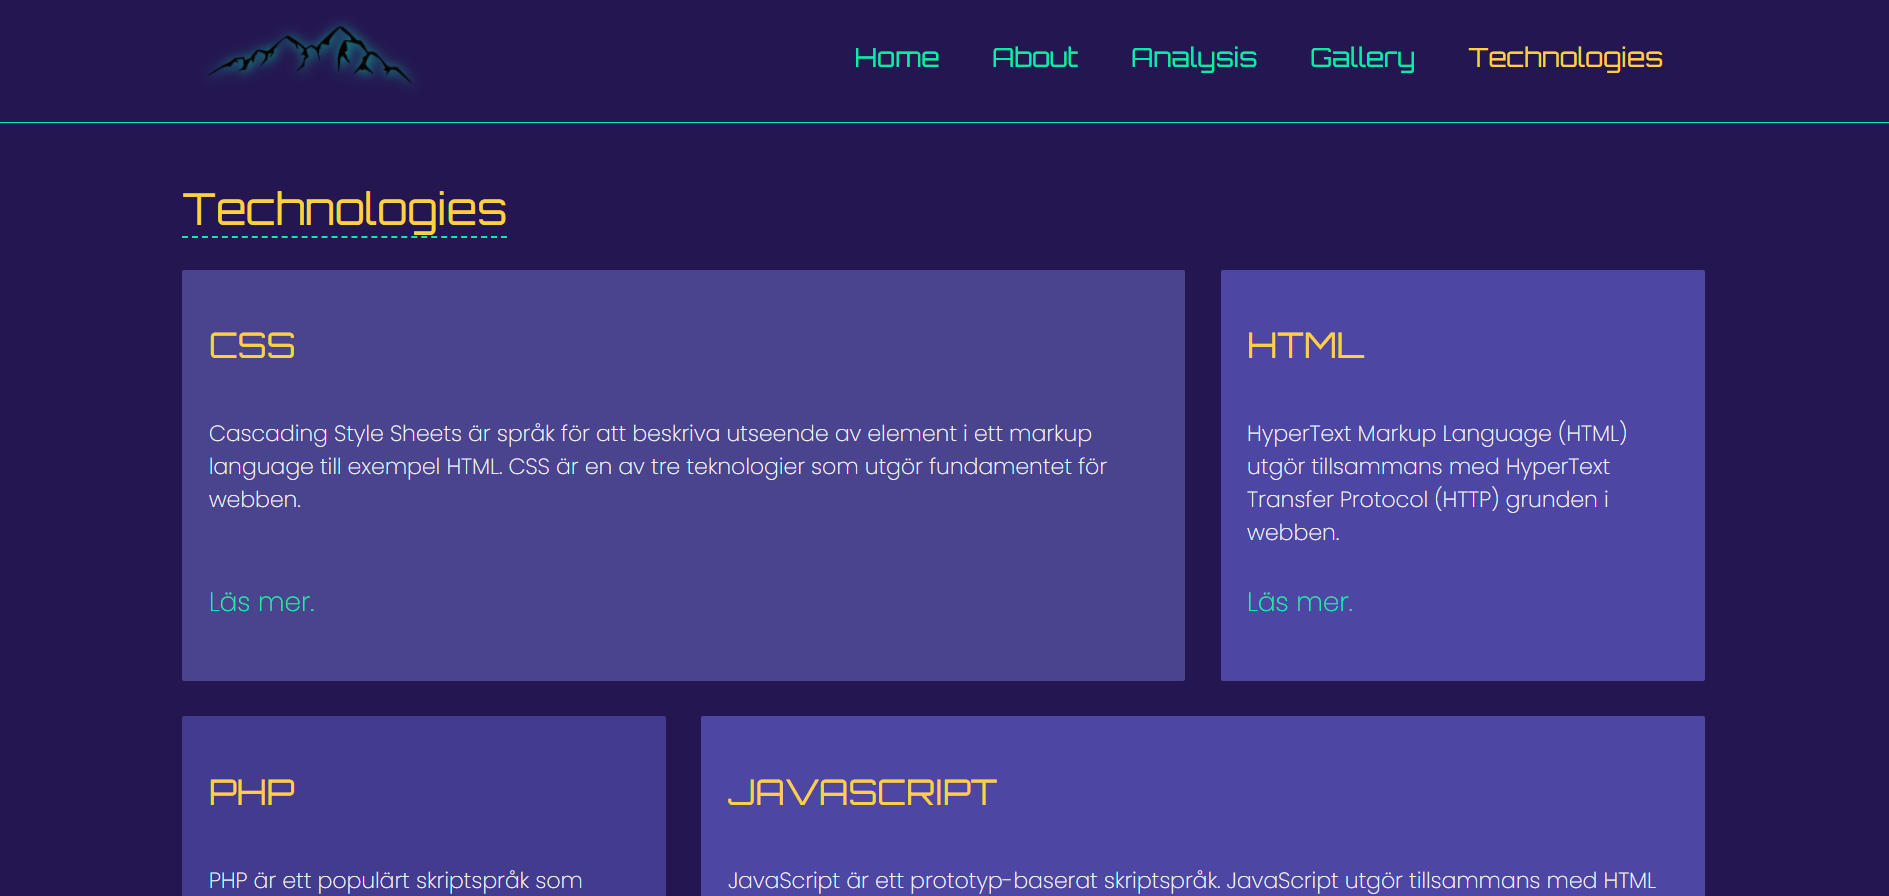 Home About Analysis Gallery Technologies
Technologies
CSS
Cascading Style Sheets är språk för att beskriva utseende av element i ett markup
language till exempel HTML. CSS är en av tre teknologier som utgör fundamentet för
webben.
Läs mer.
HTML
HyperText Markup Language (HTML)
utgör tillsammans med HyperText
Transfer Protocol (HTTP) grunden i
webben.
Läs mer.
PHP
PHP är ett populärt skriptspråk som
JAVASCRIPT
JavaScript är ett prototyp-baserat skriptspråk. JavaScript utgör tillsammans med HTML